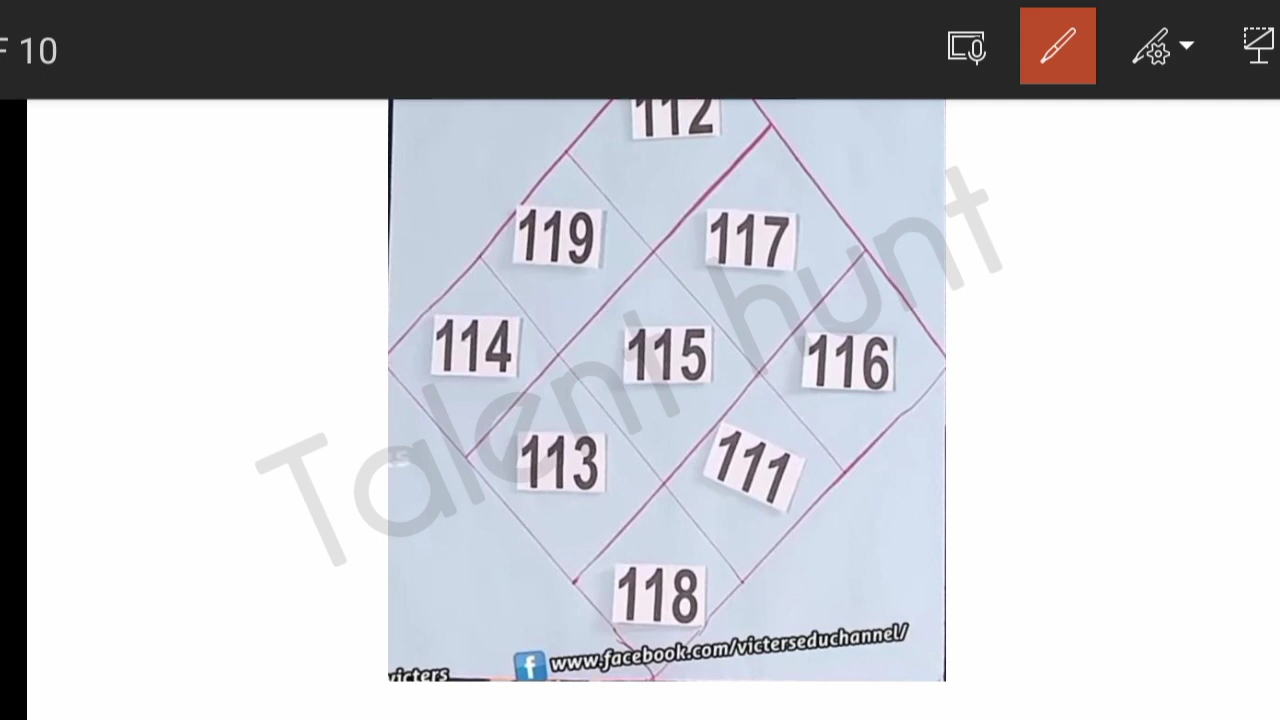 F 10
112
119 117
114 115 116
113 111
118
www.facebook.com/victerseduchannel/
victers
Talent hunt